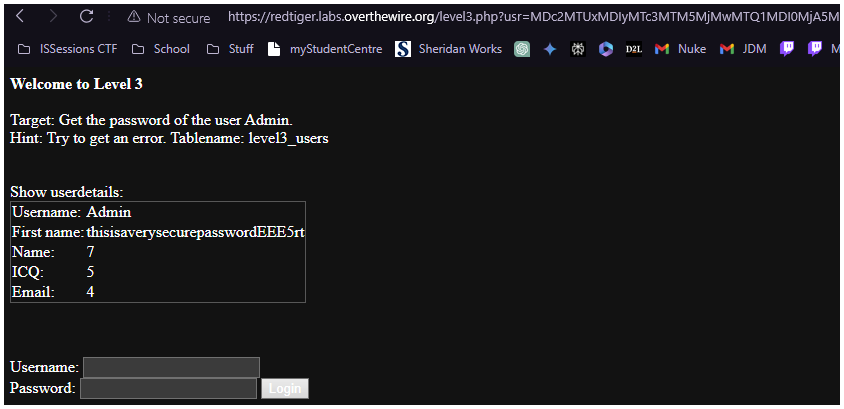 Not secure https://redtiger.labs.overthewire.org/level3.php?usr=MDc2MTUxMDIyMTc3MTM5MjMwMTQ1MDI0MjA5M
ISSessions CTF School Stuff myStudentCentre S Sheridan Works D2L Nuke JDM M
Welcome to Level 3
Target: Get the password of the user Admin.
Hint: Try to get an error. Tablename: level3_users
Show userdetails:
Username: Admin
First name: thisisaverysecurepasswordEEE5rt
Name: 7
ICQ: 5
Email: 4
Username:
Password: Login